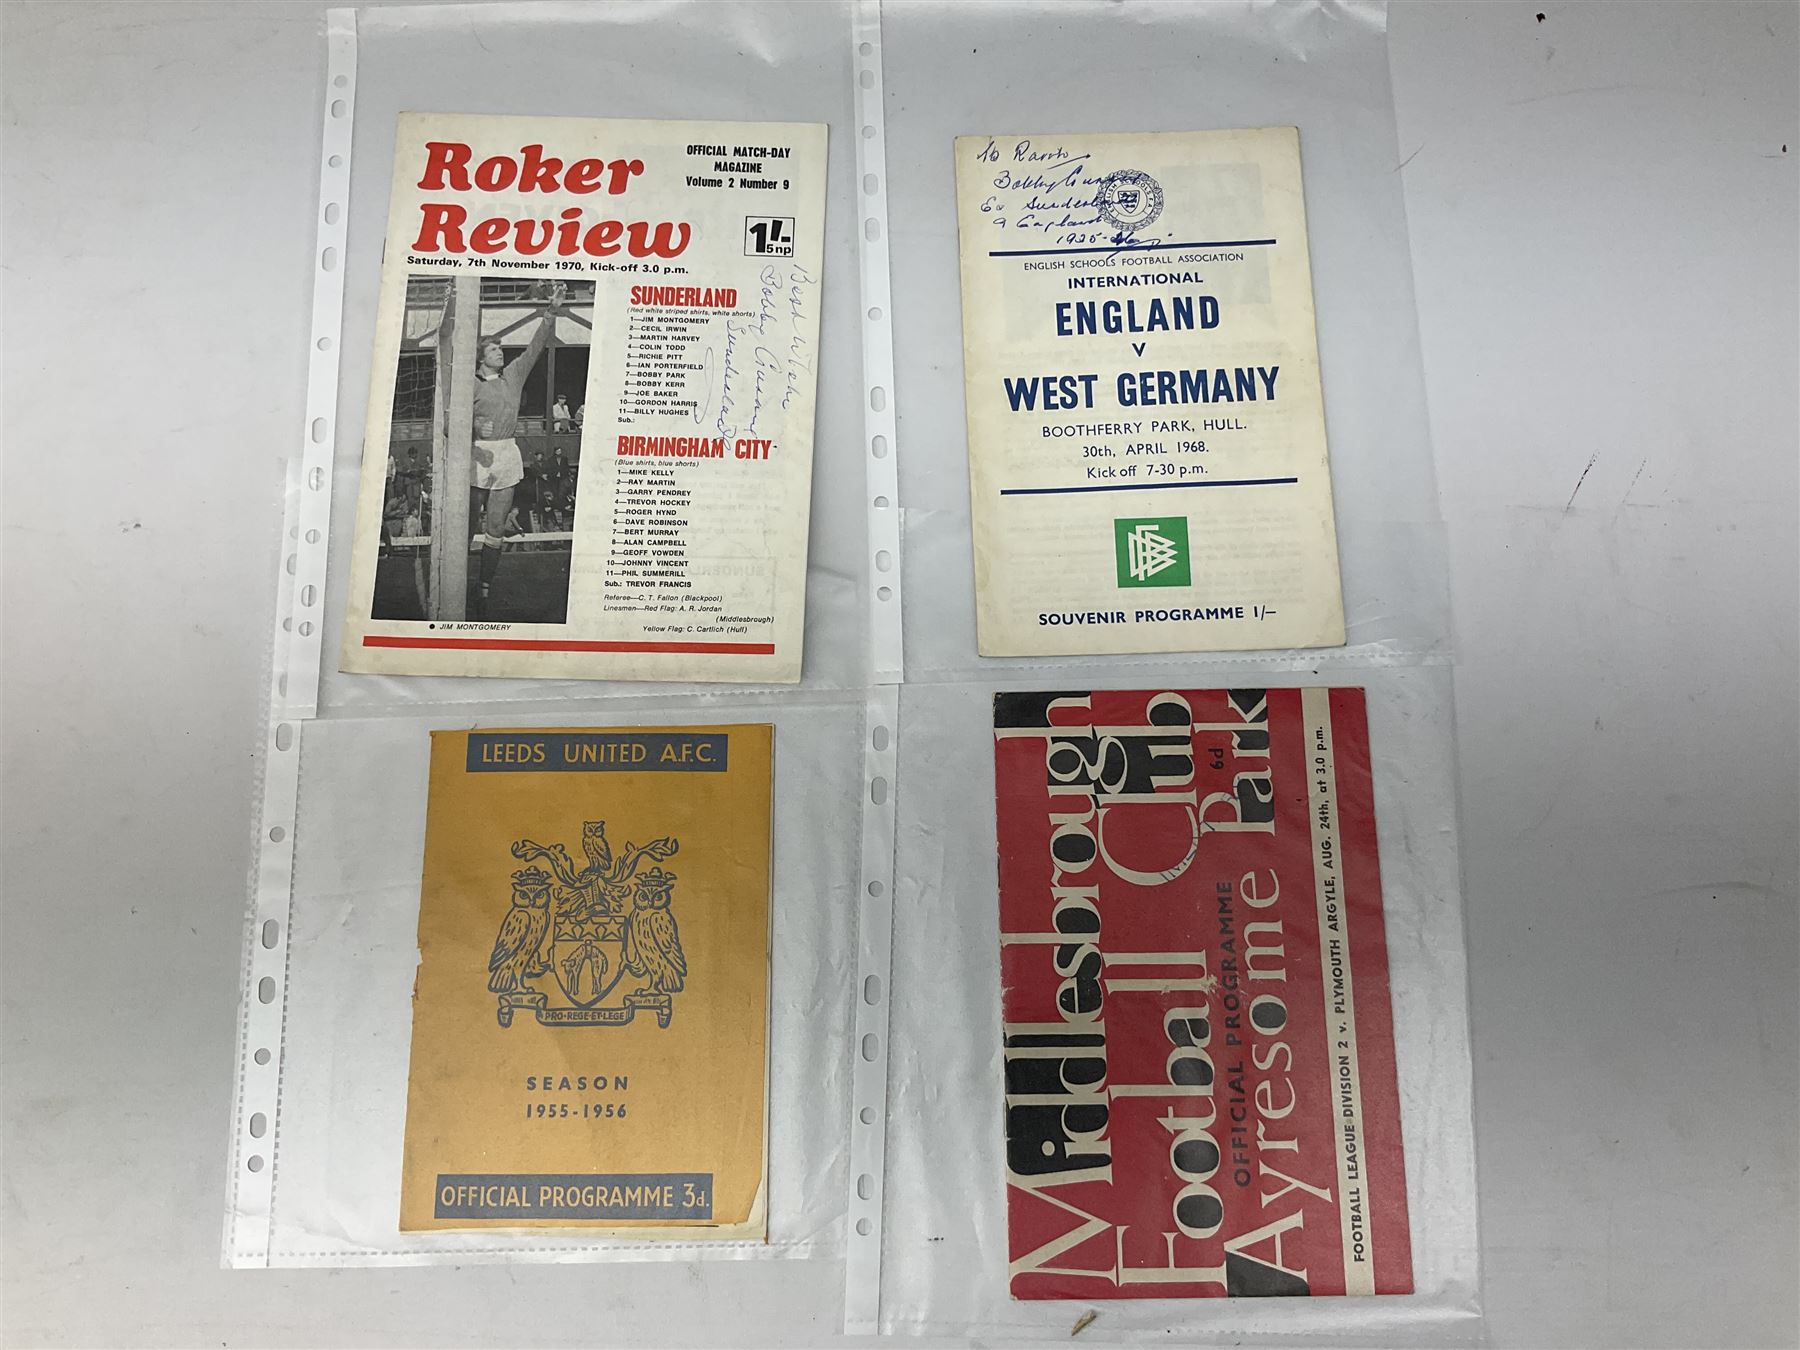 Roker
Review
OFFICIAL MATCH-DAY
MAGAZINE
Volume 2 Number 9
1'/-
5np
Saturday, 7th November 1970, Kick-off 3.0 p.m.
SUNDERLAND
(Red white striped shirts, white shorts)
1—JIM MONTGOMERY
2—CECIL IRWIN
3—MARTIN HARVEY
4—COLIN TODD
5—RICHIE PITT
6—IAN PORTERFIELD
7—BOBBY PARK
8—BOBBY KERR
9—JOE BAKER
10—GORDON HARRIS
11—BILLY HUGHES
Sub.:
BIRMINGHAM CITY
(Blue shirts, blue shorts)
1—MIKE KELLY
2—RAY MARTIN
3—GARRY PENDREY
4—TREVOR HOCKEY
5—ROGER HYND
6—DAVE ROBINSON
7—BERT MURRAY
8—ALAN CAMPBELL
9—GEOFF VOWDEN
10—JOHNNY VINCENT
11—PHIL SUMMERILL
Sub.: TREVOR FRANCIS
Referee—C. T. Fallon (Blackpool)
Linesmen—Red Flag: A. R. Jordan
(Middlesbrough)
Yellow Flag: C. Cartlich (Hull)
● JIM MONTGOMERY
Best Wishes
Bobby Gurney
Sunderland
Bobby Gurney
Ex Sunderland
& England
1925-
ENGLISH SCHOOLS FOOTBALL ASSOCIATION
INTERNATIONAL
ENGLAND
V
WEST GERMANY
BOOTHFERRY PARK, HULL.
30th, APRIL 1968.
Kick off 7-30 p.m.
DFB
SOUVENIR PROGRAMME 1/—
LEEDS UNITED A.F.C.
PRO·REGE·ET·LEGE
SEASON
1955-1956
OFFICIAL PROGRAMME 3d.
Middlesbrough
Football Club
OFFICIAL PROGRAMME 6d
Ayresome Park
FOOTBALL LEAGUE DIVISION 2 v. PLYMOUTH ARGYLE, AUG. 24th, at 3.0 p.m.